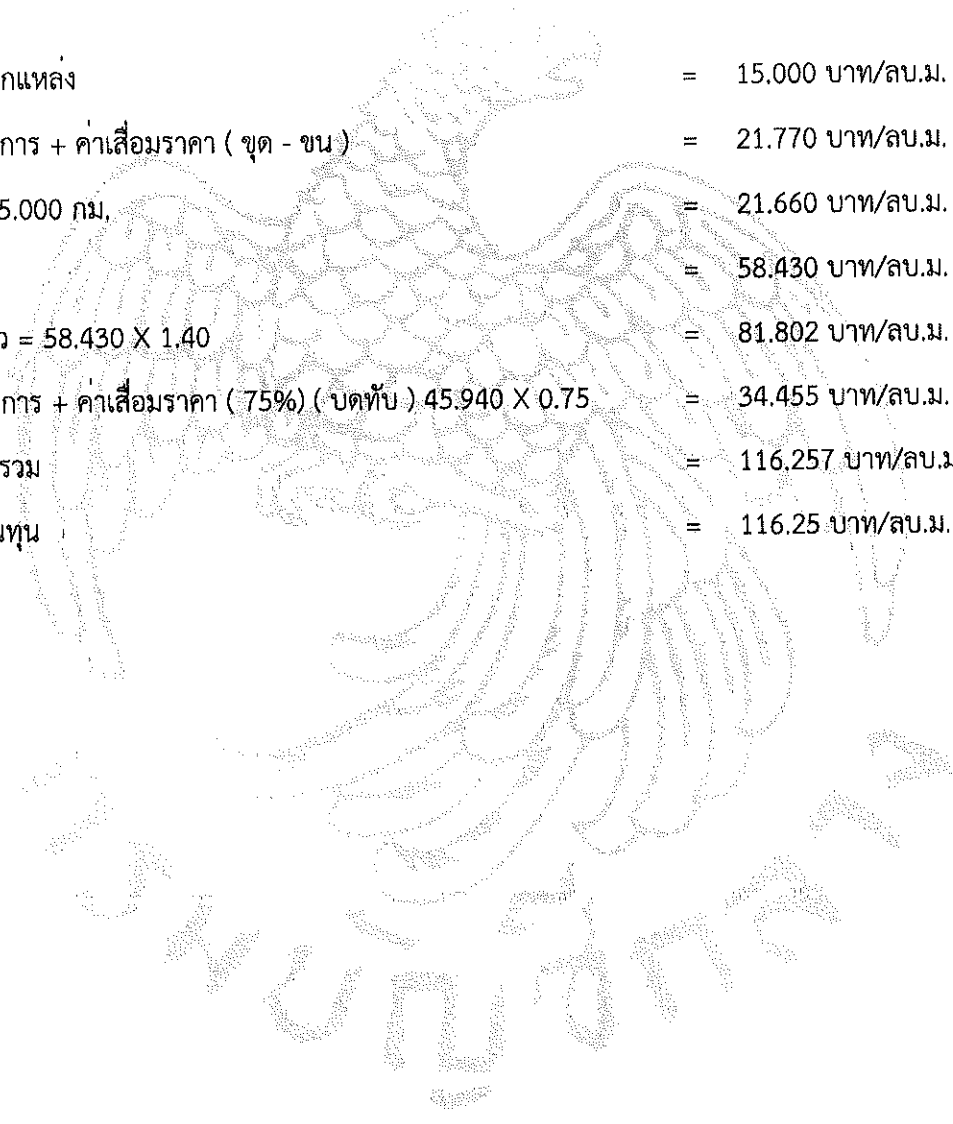 กแหล่ง = 15.000 บาท/ลบ.ม.
การ + ค่าเสื่อมราคา ( ขุด - ขน ) = 21.770 บาท/ลบ.ม.
5.000 กม. = 21.660 บาท/ลบ.ม.
= 58.430 บาท/ลบ.ม.
ว = 58.430 X 1.40 = 81.802 บาท/ลบ.ม.
การ + ค่าเสื่อมราคา ( 75%) ( บดทับ ) 45.940 X 0.75 = 34.455 บาท/ลบ.ม.
รวม = 116.257 บาท/ลบ.ม
นทุน = 116.25 บาท/ลบ.ม.